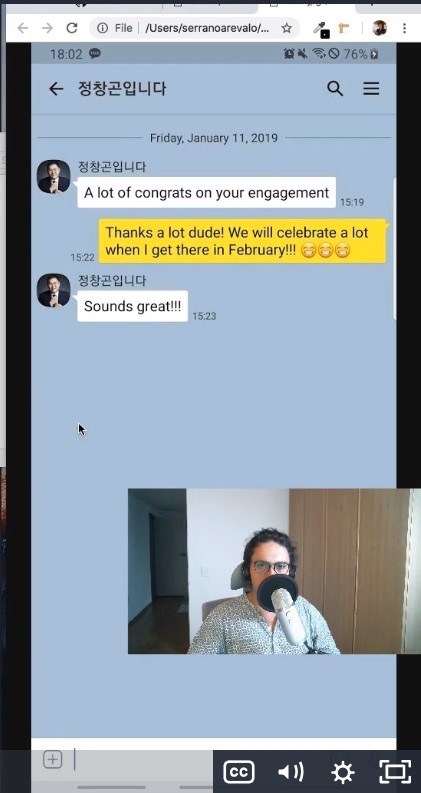 File
/Users/serranoarevalo/...
18:02
76%
정창곤입니다
Friday, January 11, 2019
정창곤입니다
A lot of congrats on your engagement
15:19
Thanks a lot dude! We will celebrate a lot
when I get there in February!!! 😁😁😁
15:22
정창곤입니다
Sounds great!!!
15:23
CC